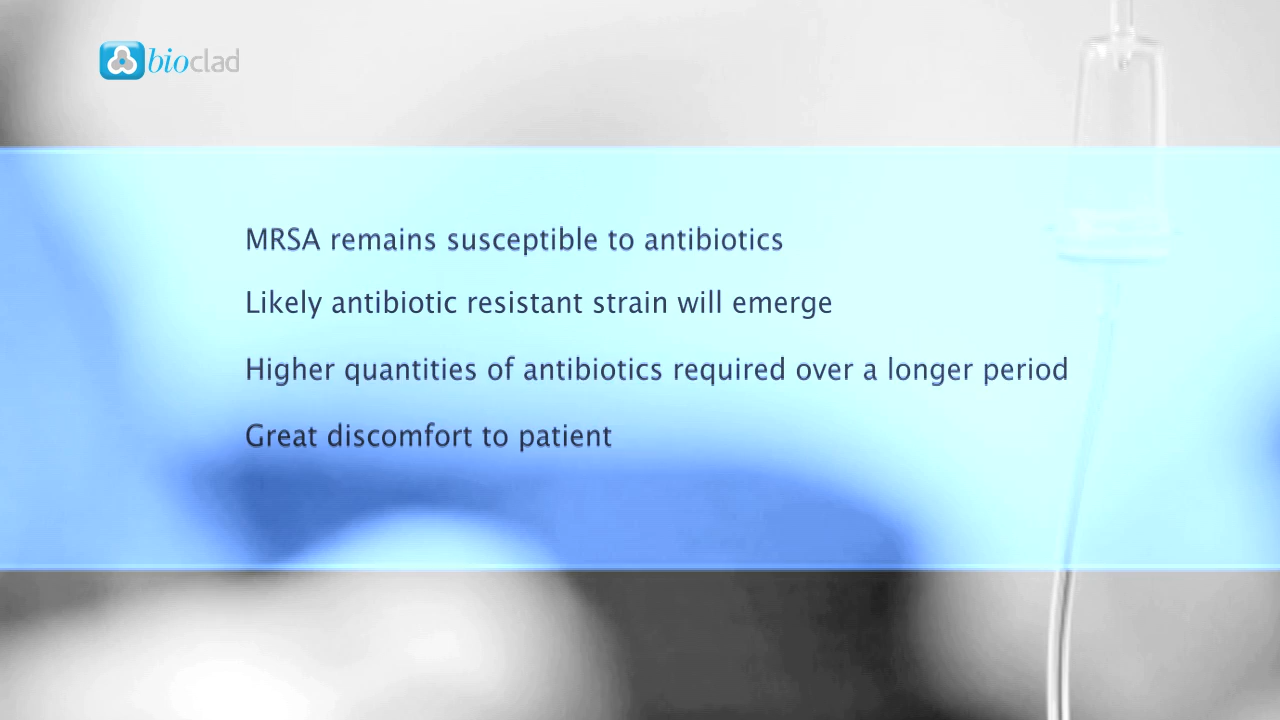 bioclad
MRSA remains susceptible to antibiotics
Likely antibiotic resistant strain will emerge
Higher quantities of antibiotics required over a longer period
Great discomfort to patient